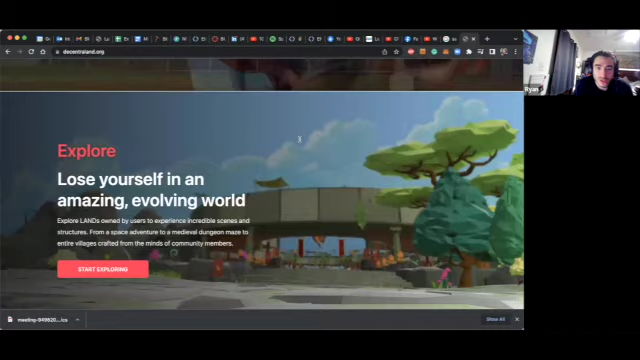 decentraland.org
Ryan
Explore
Lose yourself in an
amazing, evolving world
Explore LANDs owned by users to experience incredible scenes and
structures. From a space adventure to a medieval dungeon maze to
entire villages crafted from the minds of community members.
START EXPLORING
Show All